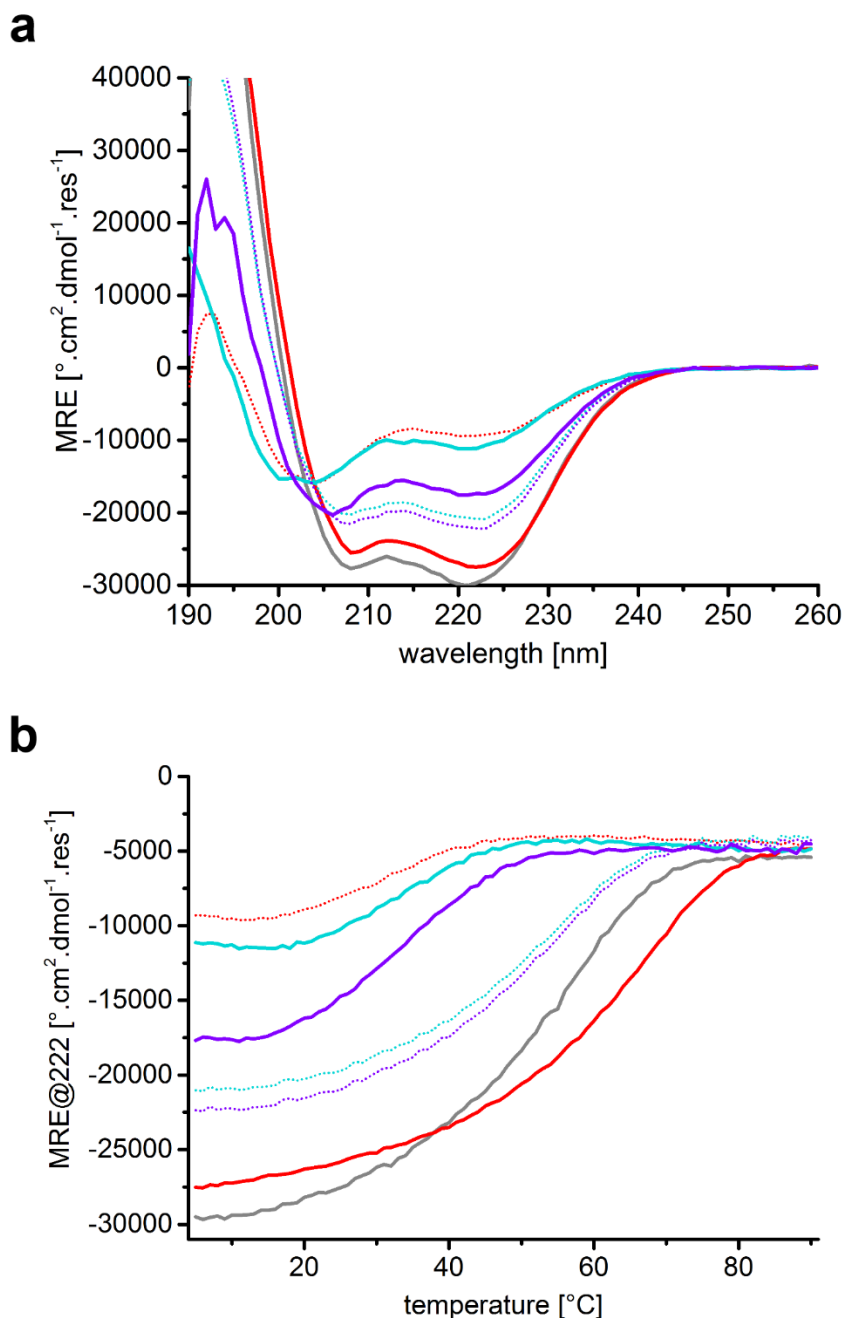 a
40000
30000
20000
10000
0
-10000
-20000
-30000
MRE [°.cm².dmol⁻¹.res⁻¹]
190 200 210 220 230 240 250 260
wavelength [nm]
b
0
-5000
-10000
-15000
-20000
-25000
-30000
MRE@222 [°.cm².dmol⁻¹.res⁻¹]
20 40 60 80
temperature [°C]